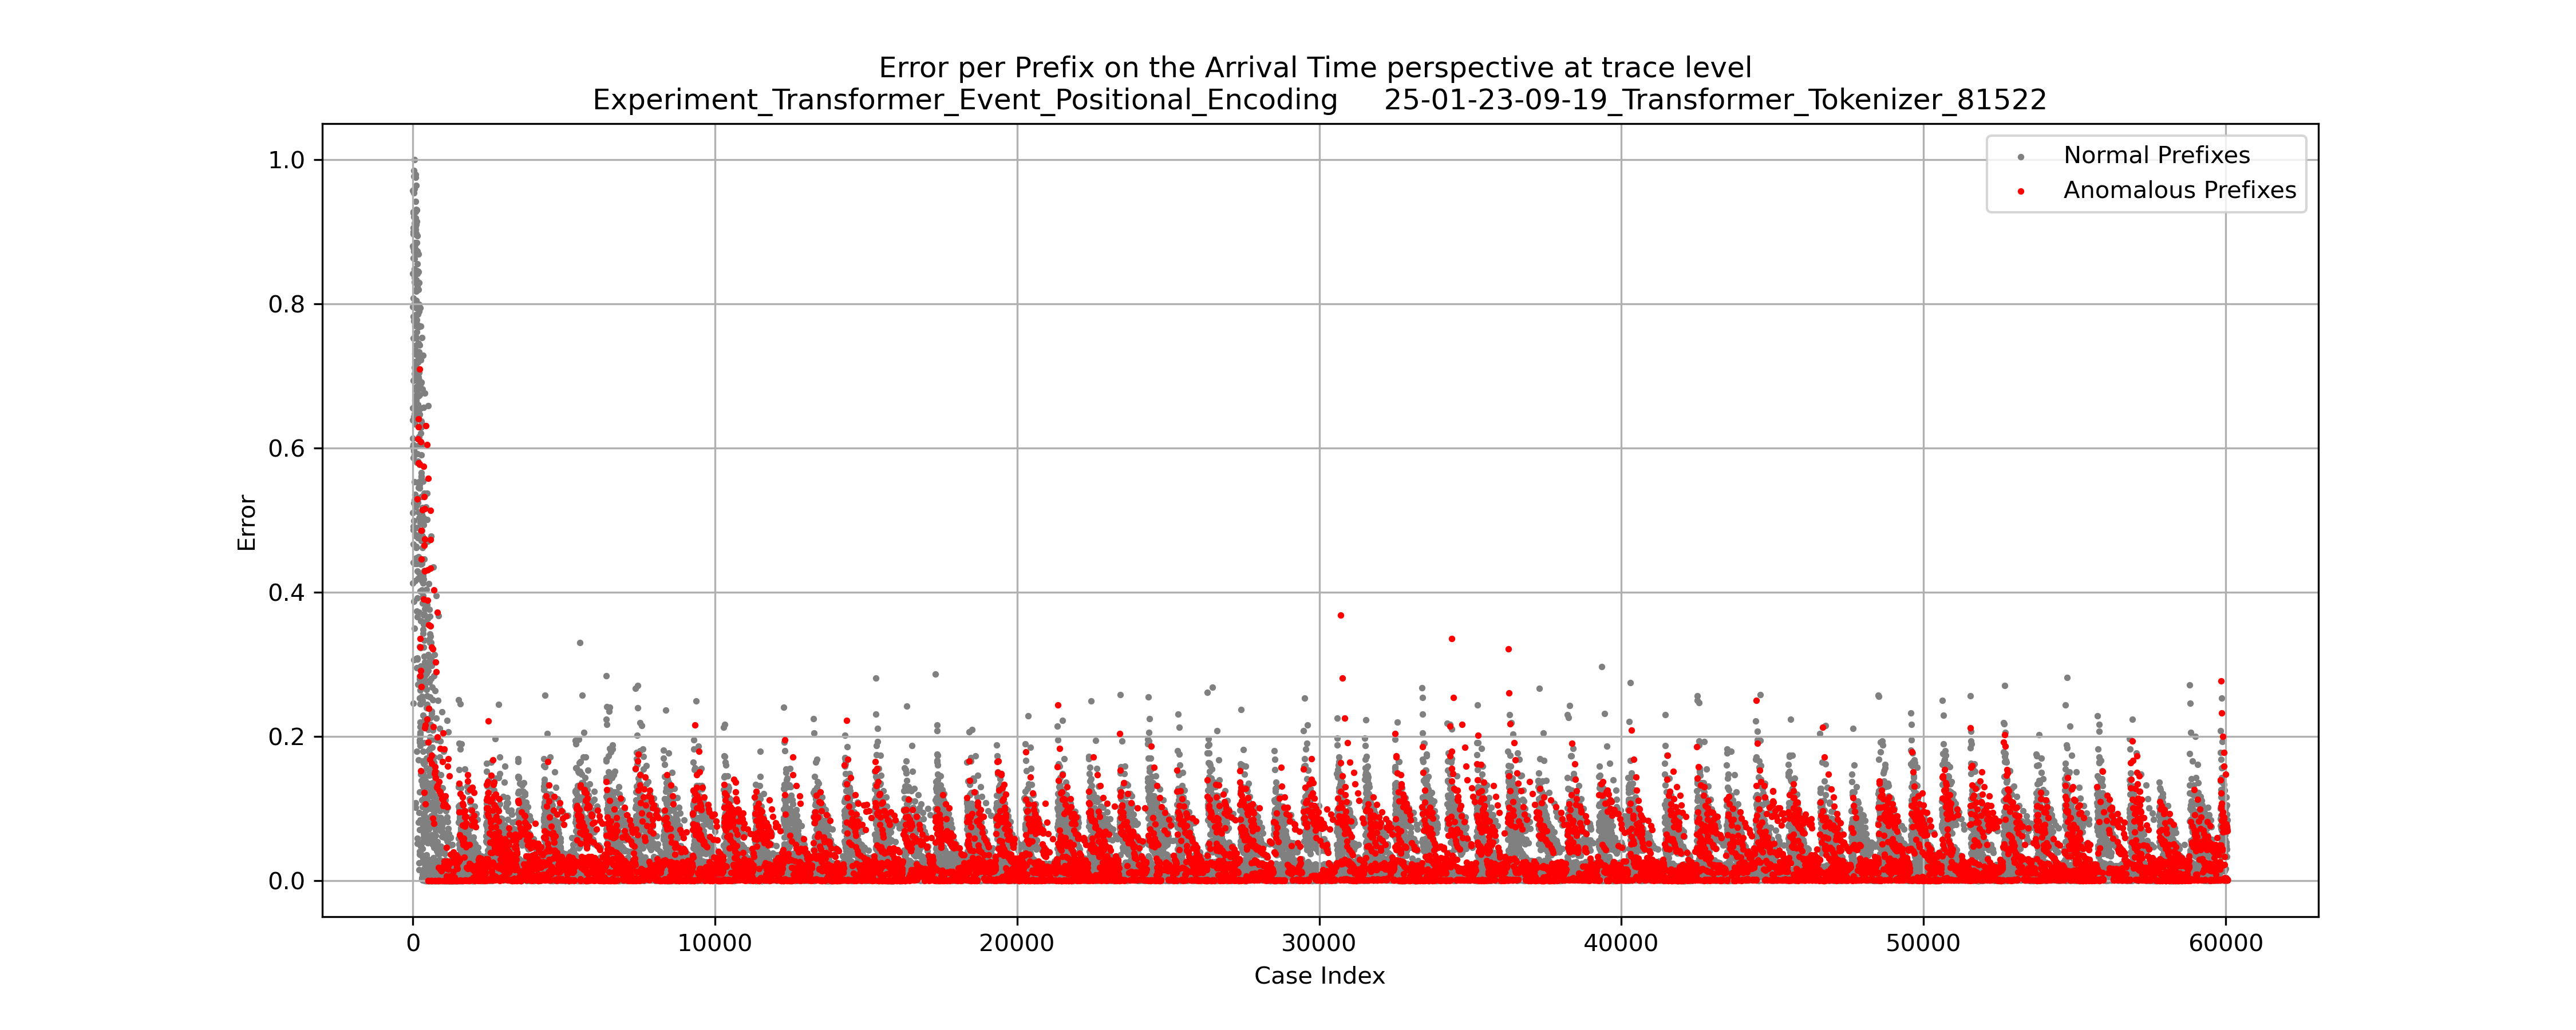 Error per Prefix on the Arrival Time perspective at trace level
Experiment_Transformer_Event_Positional_Encoding     25-01-23-09-19_Transformer_Tokenizer_81522
Normal Prefixes
Anomalous Prefixes
Error
1.0
0.8
0.6
0.4
0.2
0.0
0
10000
20000
30000
40000
50000
60000
Case Index